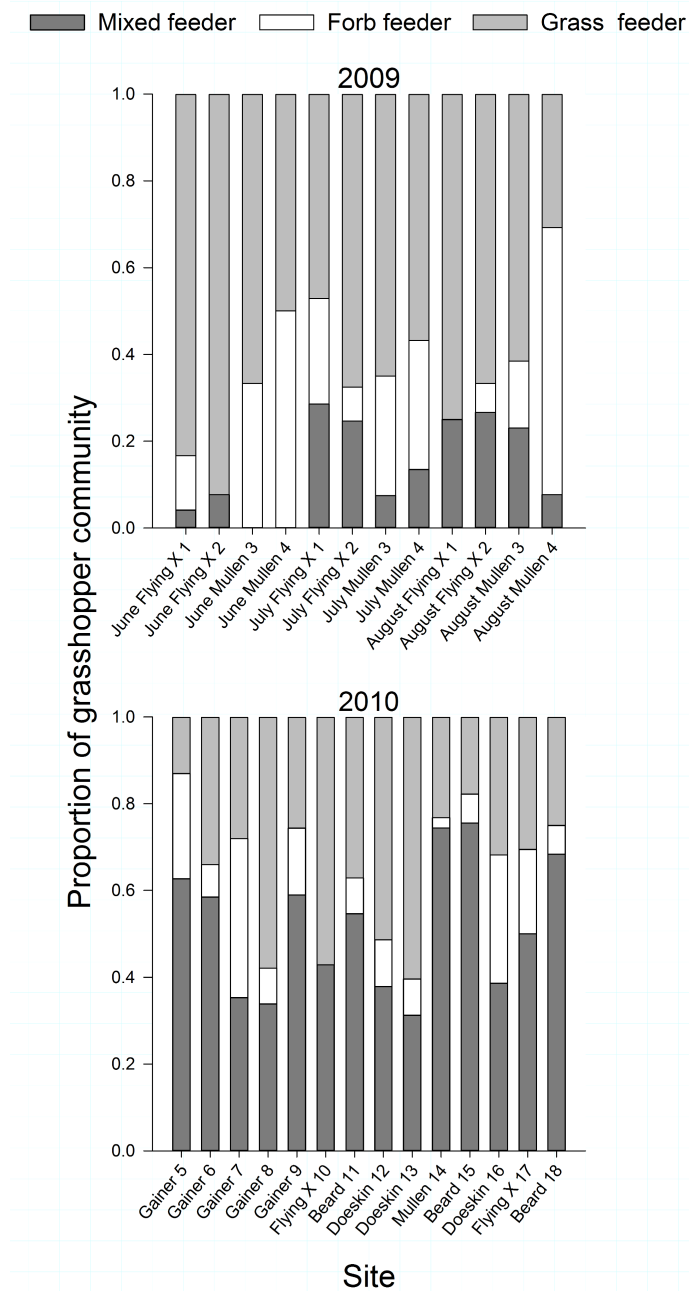 Mixed feeder Forb feeder Grass feeder
2009
1.0
0.8
0.6
0.4
0.2
0.0
June Flying X 1
June Flying X 2
June Mullen 3
June Mullen 4
July Flying X 1
July Flying X 2
July Mullen 3
July Mullen 4
August Flying X 1
August Flying X 2
August Mullen 3
August Mullen 4
Proportion of grasshopper community
2010
1.0
0.8
0.6
0.4
0.2
0.0
Gainer 5
Gainer 6
Gainer 7
Gainer 8
Gainer 9
Flying X 10
Beard 11
Doeskin 12
Doeskin 13
Mullen 14
Beard 15
Doeskin 16
Flying X 17
Beard 18
Site